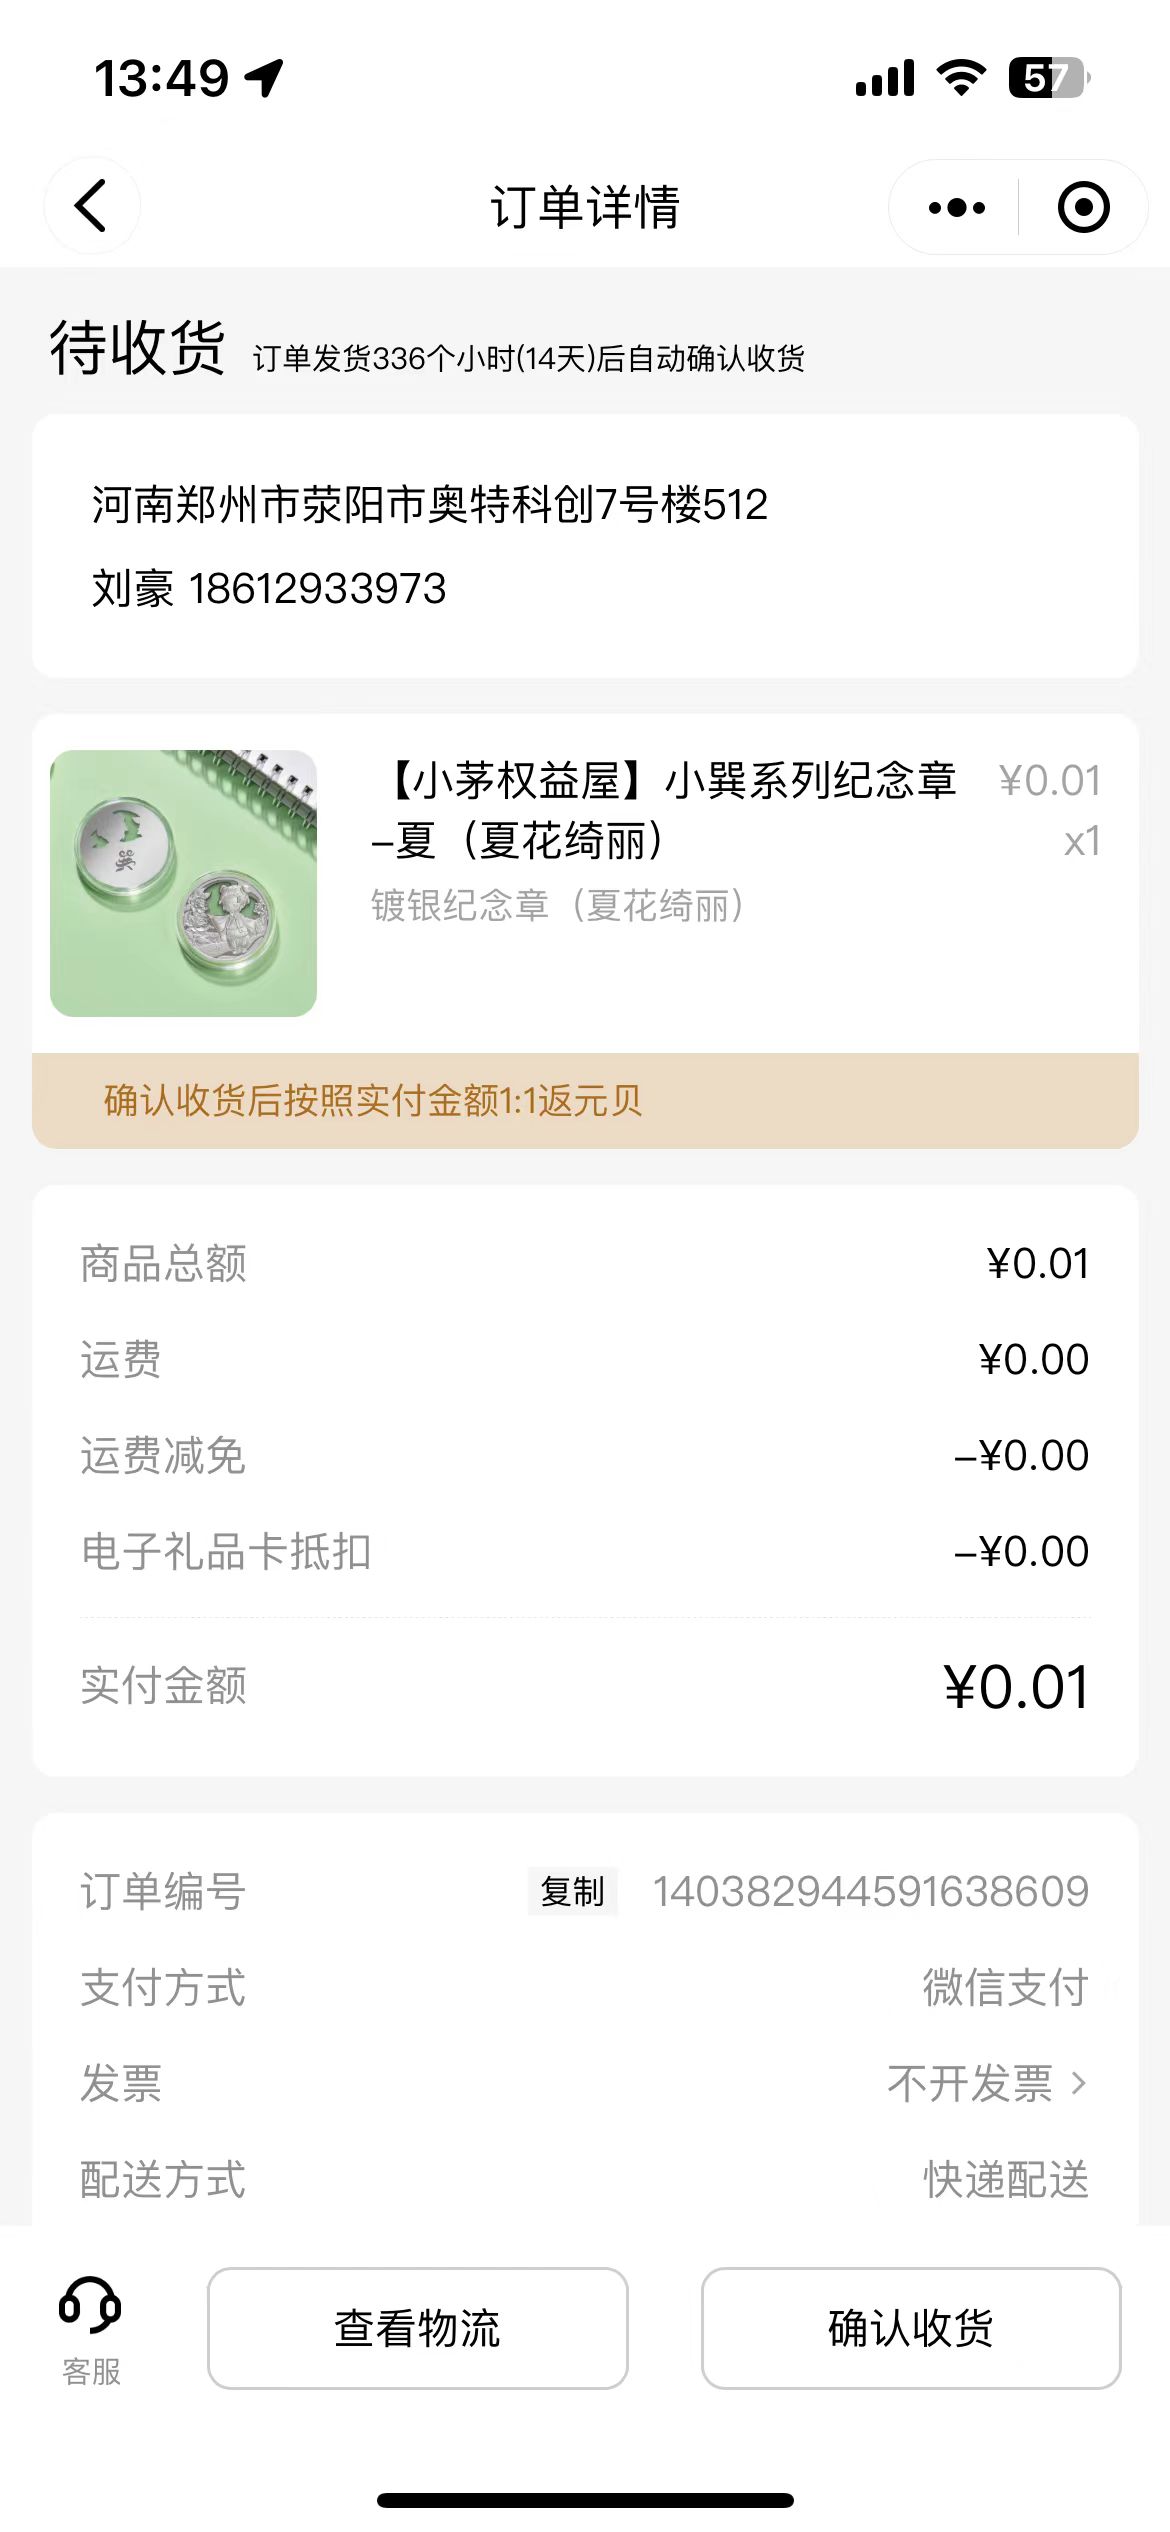 13:49
57
订单详情
待收货 订单发货336个小时(14天)后自动确认收货
河南郑州市荥阳市奥特科创7号楼512
刘豪 18612933973
【小茅权益屋】小巽系列纪念章 ¥0.01
–夏（夏花绮丽） x1
镀银纪念章（夏花绮丽）
确认收货后按照实付金额1:1返元贝
商品总额 ¥0.01
运费 ¥0.00
运费减免 –¥0.00
电子礼品卡抵扣 –¥0.00
实付金额 ¥0.01
订单编号 复制 140382944591638609
支付方式 微信支付
发票 不开发票 >
配送方式 快递配送
客服 查看物流 确认收货